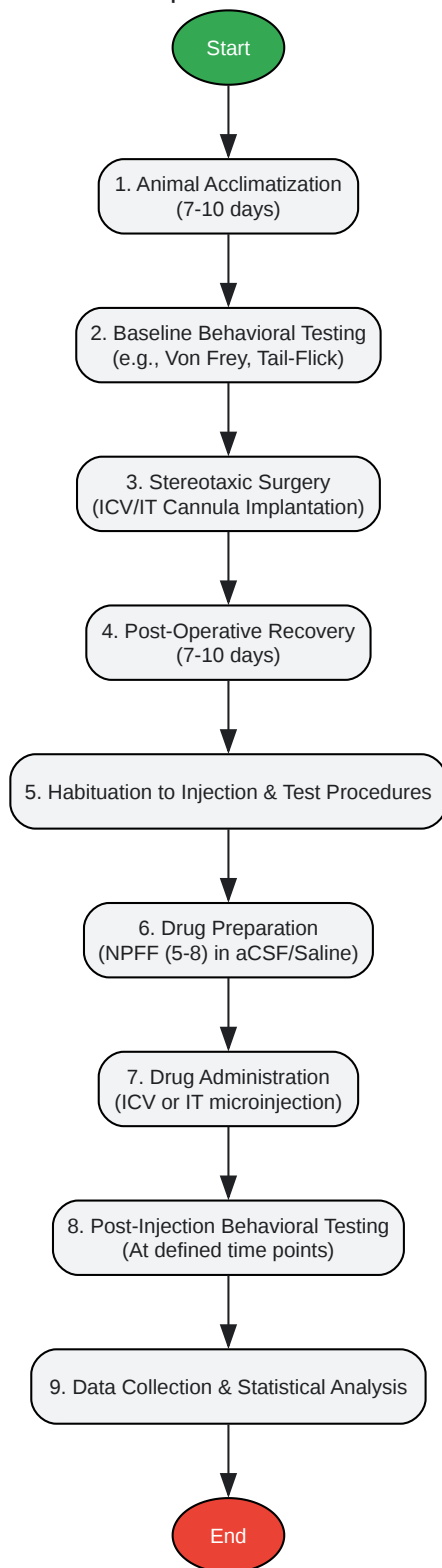 Start
1. Animal Acclimatization
(7-10 days)
2. Baseline Behavioral Testing
(e.g., Von Frey, Tail-Flick)
3. Stereotaxic Surgery
(ICV/IT Cannula Implantation)
4. Post-Operative Recovery
(7-10 days)
5. Habituation to Injection & Test Procedures
6. Drug Preparation
(NPFF (5-8) in aCSF/Saline)
7. Drug Administration
(ICV or IT microinjection)
8. Post-Injection Behavioral Testing
(At defined time points)
9. Data Collection & Statistical Analysis
End